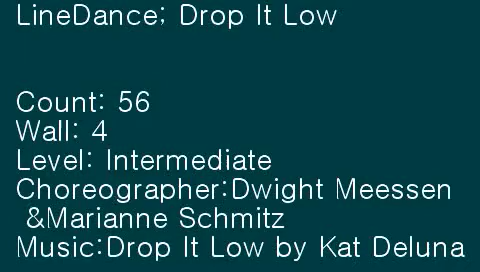 LineDance; Drop It Low
Count: 56
Wall: 4
Level: Intermediate
Choreographer:Dwight Meessen
&Marianne Schmitz
Music:Drop It Low by Kat Deluna